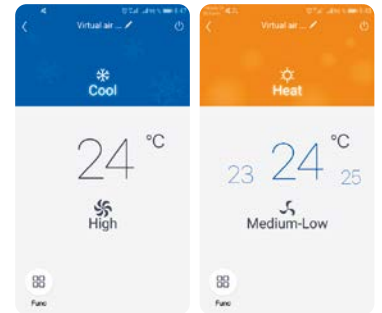 Virtual air ...
Cool
24 °C
High
Func
Virtual air ...
Heat
23 24 °C 25
Medium-Low
Func